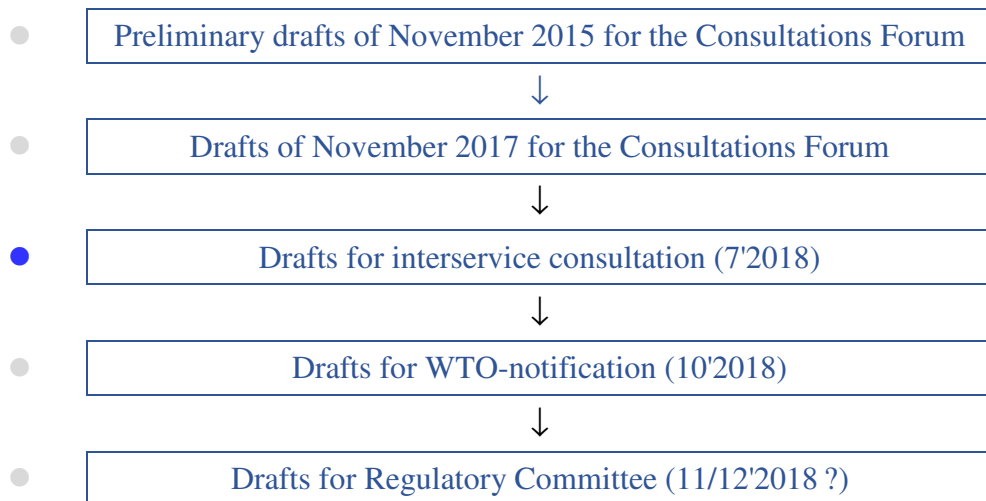 Preliminary drafts of November 2015 for the Consultations Forum
↓
Drafts of November 2017 for the Consultations Forum
↓
Drafts for interservice consultation (7'2018)
↓
Drafts for WTO-notification (10'2018)
↓
Drafts for Regulatory Committee (11/12'2018 ?)